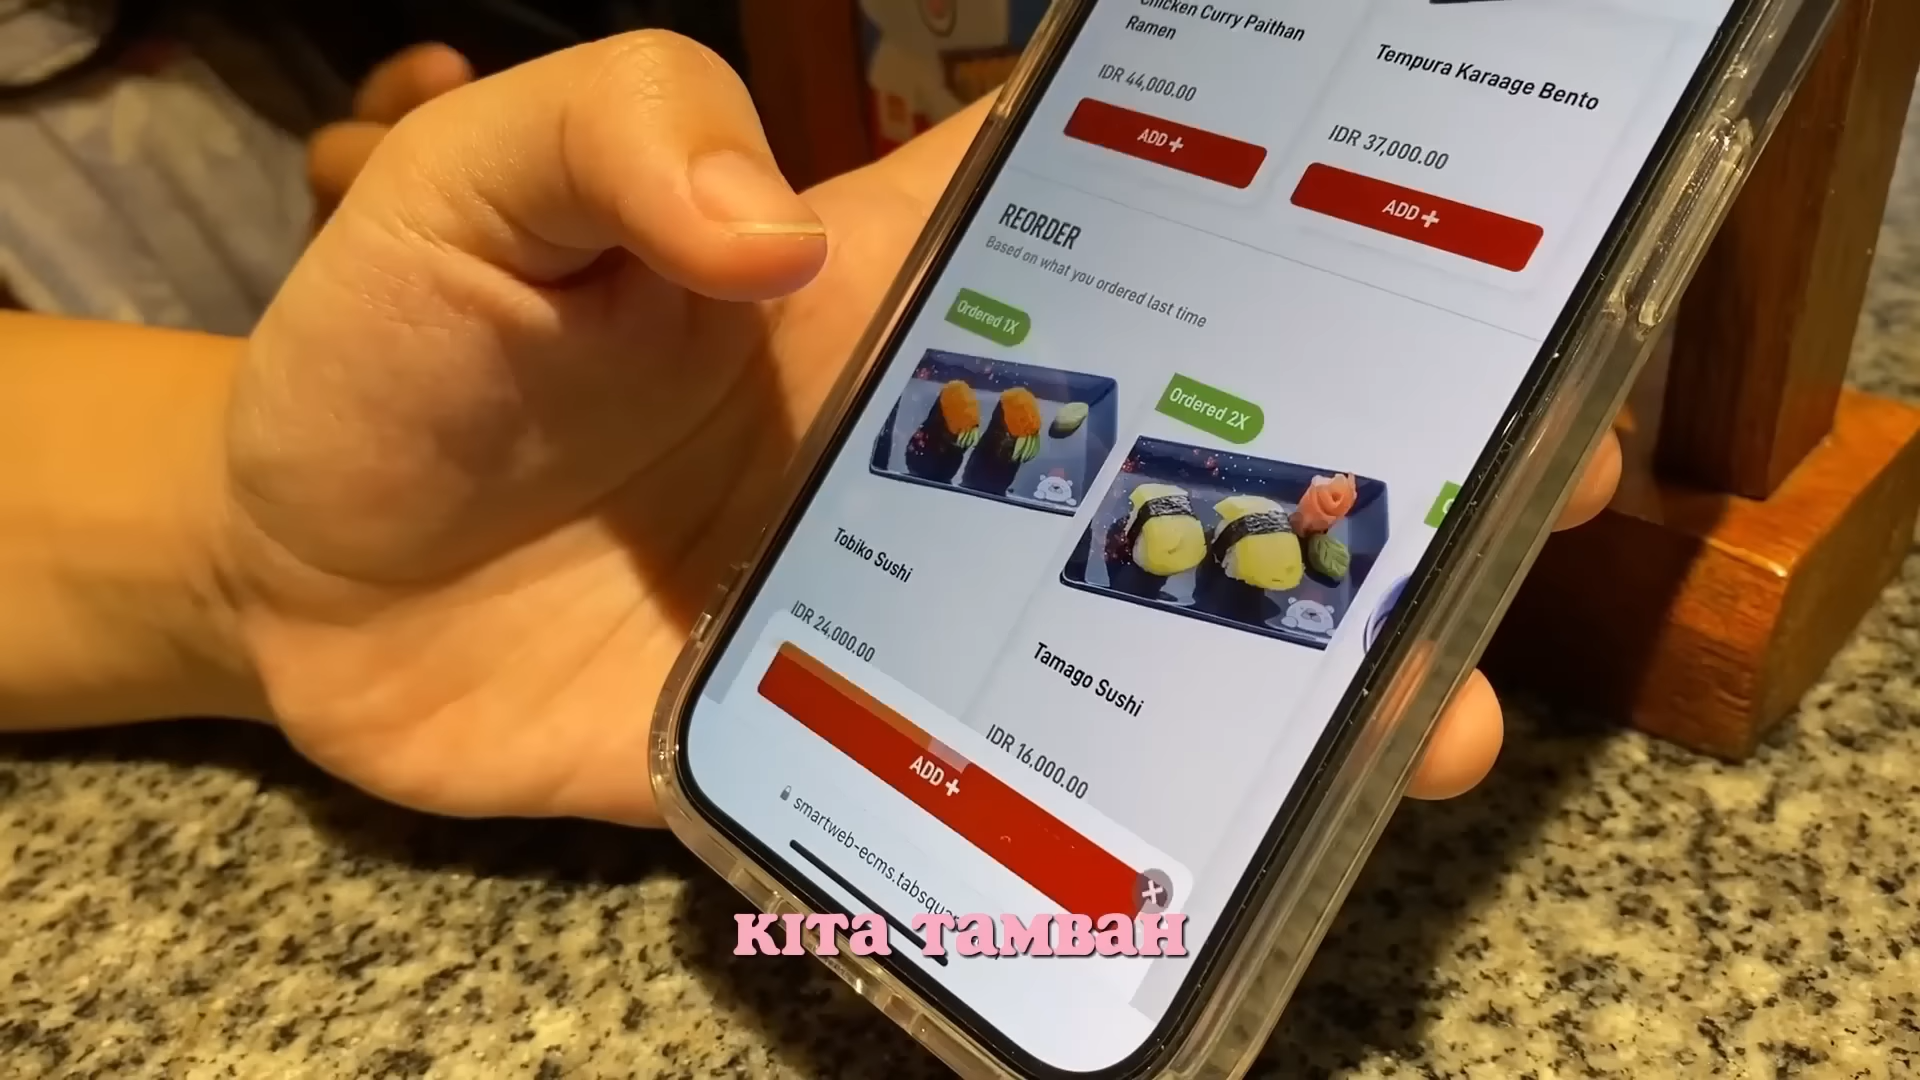 Chicken Curry Paithan
Ramen
IDR 44,000.00
ADD+
Tempura Karaage Bento
IDR 37,000.00
ADD+
REORDER
Based on what you ordered last time
Ordered 1X
Tobiko Sushi
IDR 24,000.00
Ordered 2X
Tamago Sushi
IDR 16,000.00
ADD+
smartweb-ecms.tabsqua
KITA TAMBAH